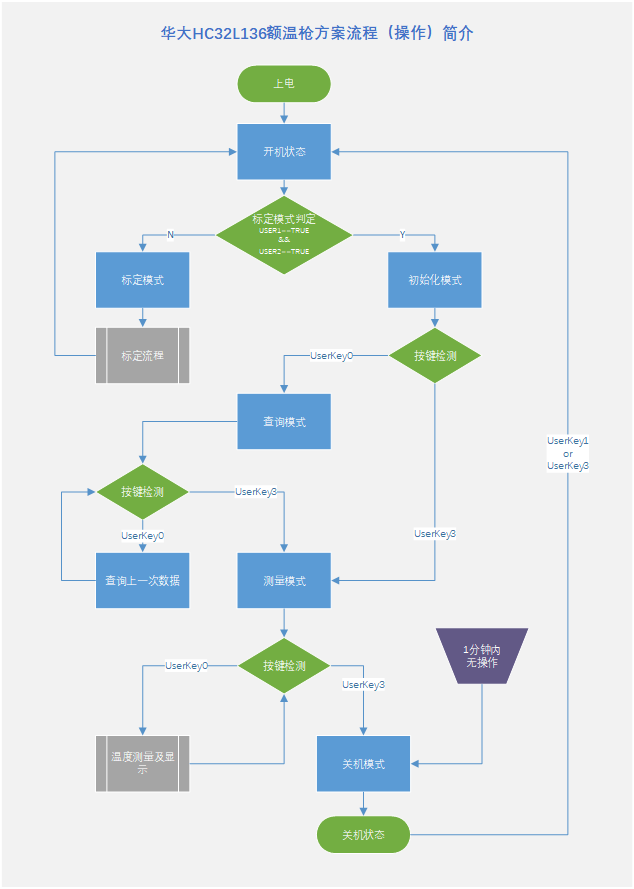 华大HC32L136额温枪方案流程（操作）简介
上电
开机状态
标定模式判定
USER1==TRUE
&&
USER2==TRUE
N
Y
标定模式
初始化模式
标定流程
按键检测
UserKey0
查询模式
UserKey1
or
UserKey3
按键检测
UserKey3
UserKey0
UserKey3
查询上一次数据
测量模式
1分钟内
无操作
按键检测
UserKey0
UserKey3
温度测量及显
示
关机模式
关机状态